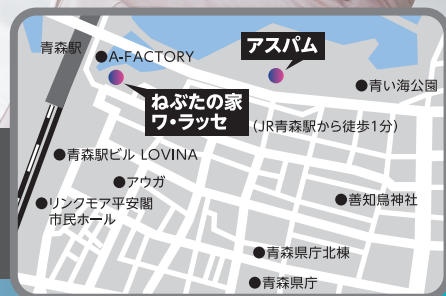 青森駅
●A-FACTORY
アスパム
●青い海公園
ねぶたの家
ワ・ラッセ
(JR青森駅から徒歩1分)
●青森駅ビル LOVINA
●アウガ
●リンクモア平安閣
市民ホール
●善知鳥神社
●青森県庁北棟
●青森県庁